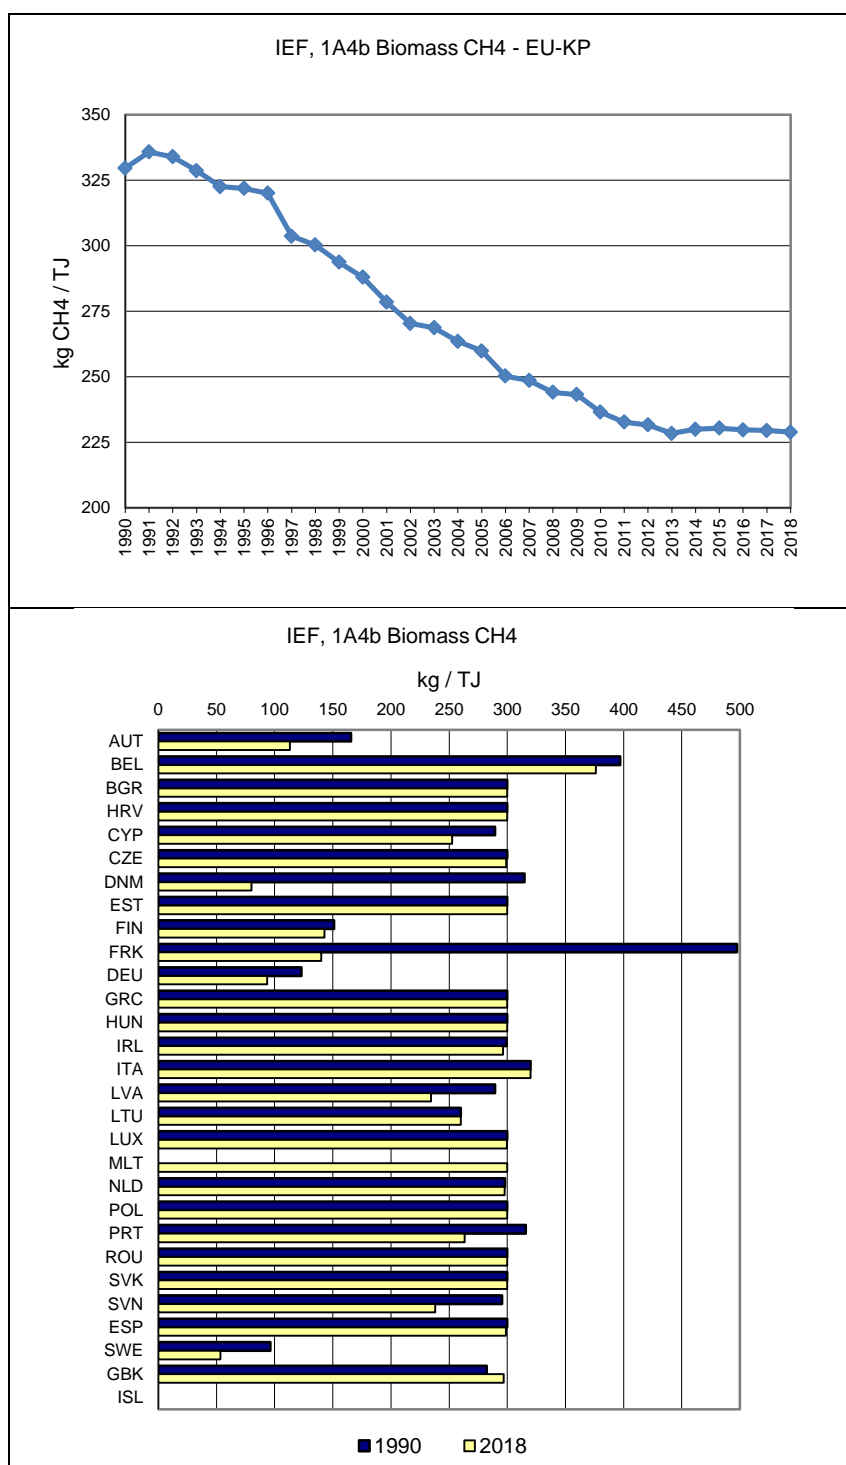 IEF, 1A4b Biomass CH4 - EU-KP
kg CH4 / TJ
350
325
300
275
250
225
200
1990 1991 1992 1993 1994 1995 1996 1997 1998 1999 2000 2001 2002 2003 2004 2005 2006 2007 2008 2009 2010 2011 2012 2013 2014 2015 2016 2017 2018
IEF, 1A4b Biomass CH4
kg / TJ
0 50 100 150 200 250 300 350 400 450 500
AUT
BEL
BGR
HRV
CYP
CZE
DNM
EST
FIN
FRK
DEU
GRC
HUN
IRL
ITA
LVA
LTU
LUX
MLT
NLD
POL
PRT
ROU
SVK
SVN
ESP
SWE
GBK
ISL
1990 2018